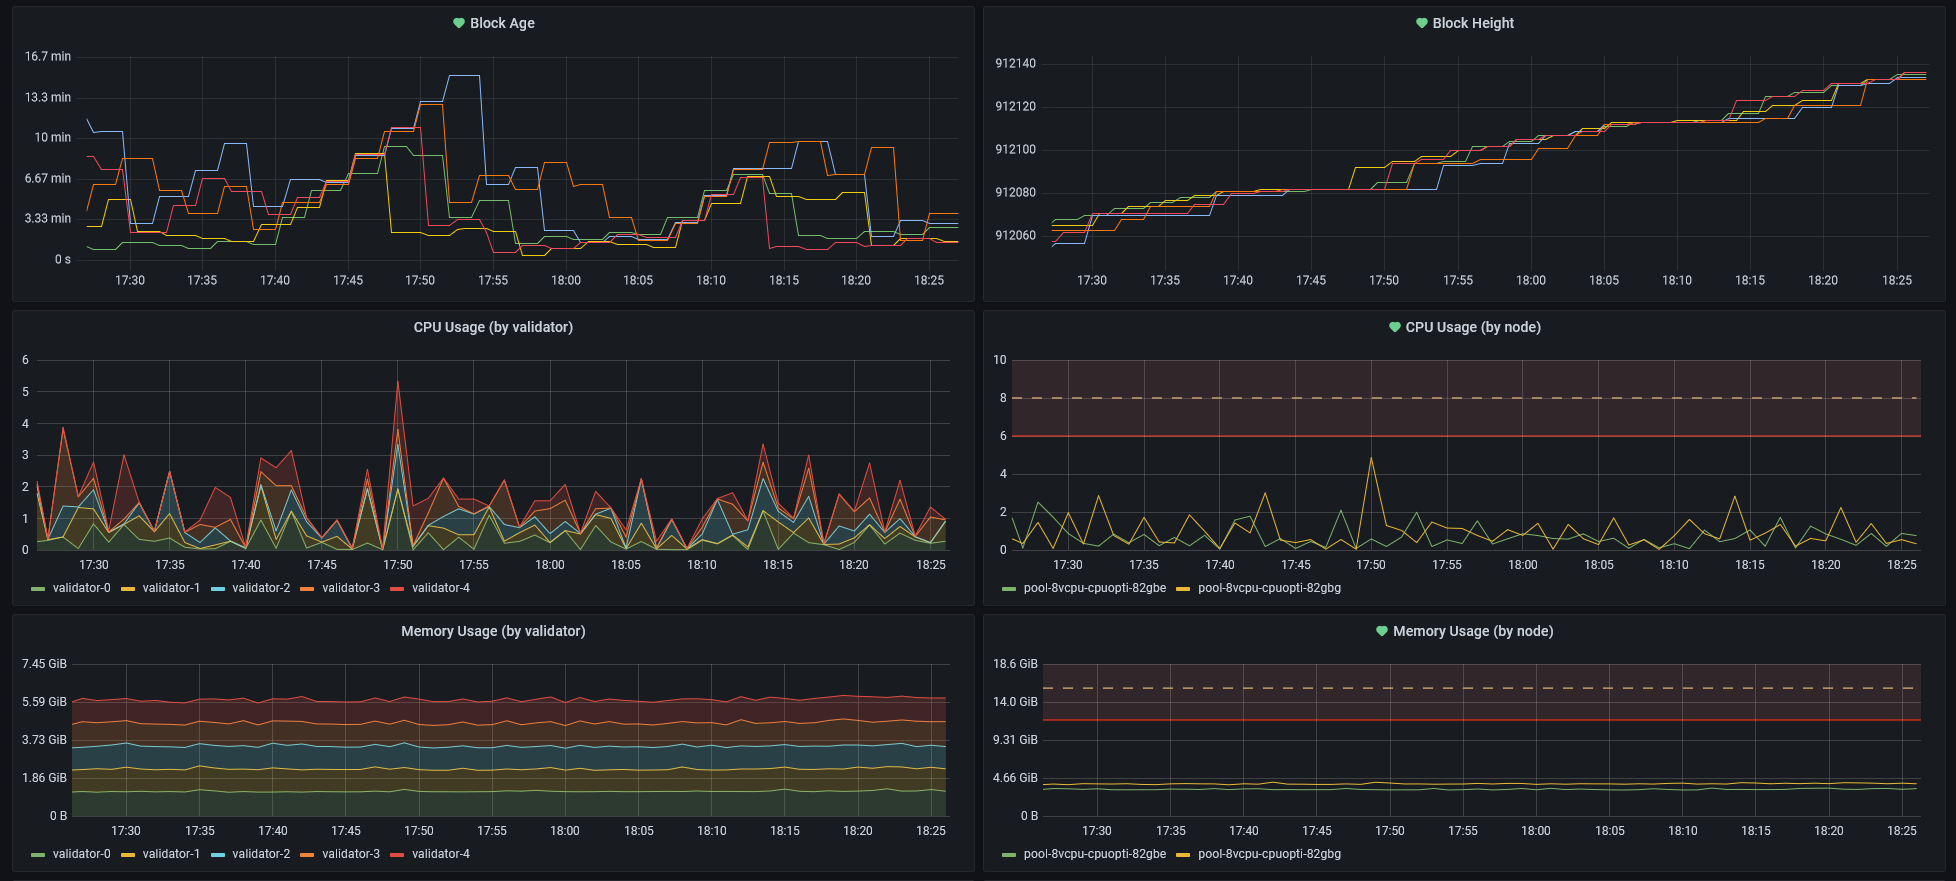 Block Age
16.7 min
13.3 min
10 min
6.67 min
3.33 min
0 s
17:30 17:35 17:40 17:45 17:50 17:55 18:00 18:05 18:10 18:15 18:20 18:25
Block Height
912140
912120
912100
912080
912060
17:30 17:35 17:40 17:45 17:50 17:55 18:00 18:05 18:10 18:15 18:20 18:25
CPU Usage (by validator)
6
5
4
3
2
1
0
17:30 17:35 17:40 17:45 17:50 17:55 18:00 18:05 18:10 18:15 18:20 18:25
validator-0 validator-1 validator-2 validator-3 validator-4
CPU Usage (by node)
10
8
6
4
2
0
17:30 17:35 17:40 17:45 17:50 17:55 18:00 18:05 18:10 18:15 18:20 18:25
pool-8vcpu-cpuopti-82gbe pool-8vcpu-cpuopti-82gbg
Memory Usage (by validator)
7.45 GiB
5.59 GiB
3.73 GiB
1.86 GiB
0 B
17:30 17:35 17:40 17:45 17:50 17:55 18:00 18:05 18:10 18:15 18:20 18:25
validator-0 validator-1 validator-2 validator-3 validator-4
Memory Usage (by node)
18.6 GiB
14.0 GiB
9.31 GiB
4.66 GiB
0 B
17:30 17:35 17:40 17:45 17:50 17:55 18:00 18:05 18:10 18:15 18:20 18:25
pool-8vcpu-cpuopti-82gbe pool-8vcpu-cpuopti-82gbg